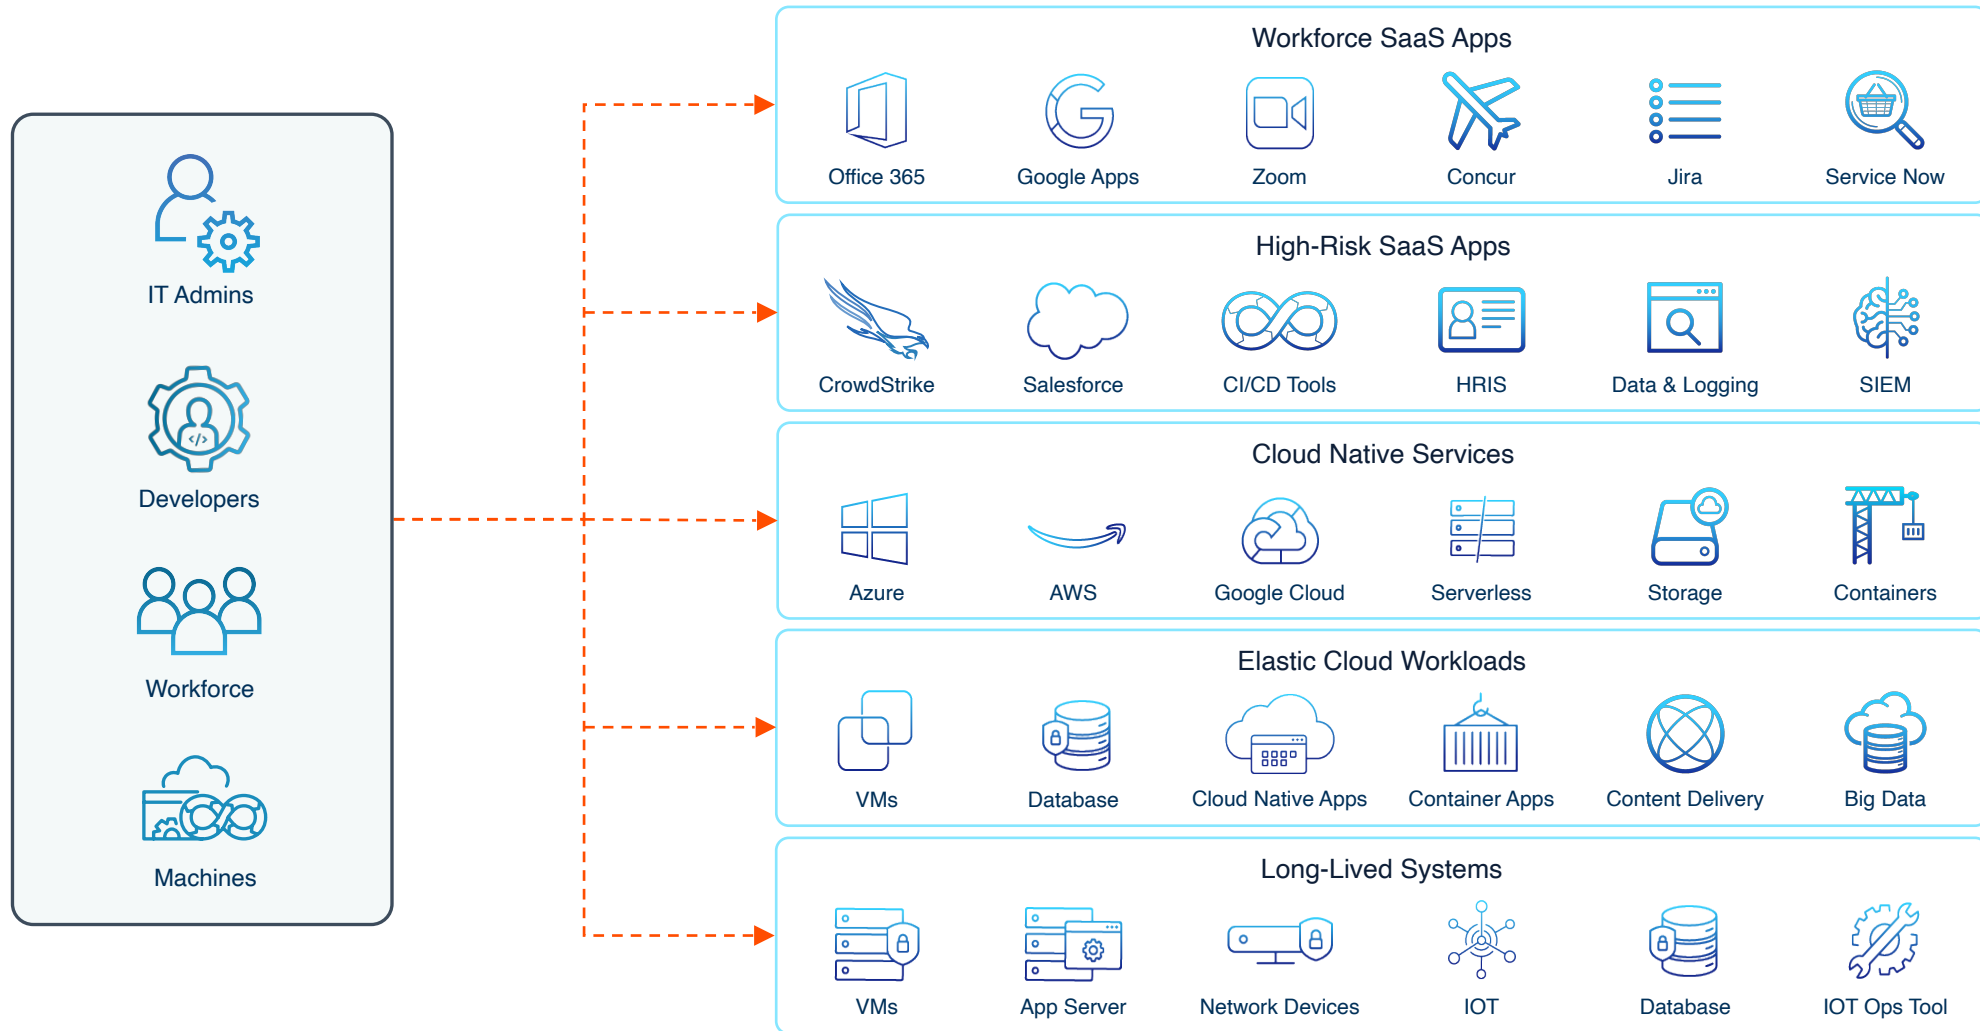 IT Admins
Developers
Workforce
Machines
Workforce SaaS Apps
Office 365
Google Apps
Zoom
Concur
Jira
Service Now
High-Risk SaaS Apps
CrowdStrike
Salesforce
CI/CD Tools
HRIS
Data & Logging
SIEM
Cloud Native Services
Azure
AWS
Google Cloud
Serverless
Storage
Containers
Elastic Cloud Workloads
VMs
Database
Cloud Native Apps
Container Apps
Content Delivery
Big Data
Long-Lived Systems
VMs
App Server
Network Devices
IOT
Database
IOT Ops Tool